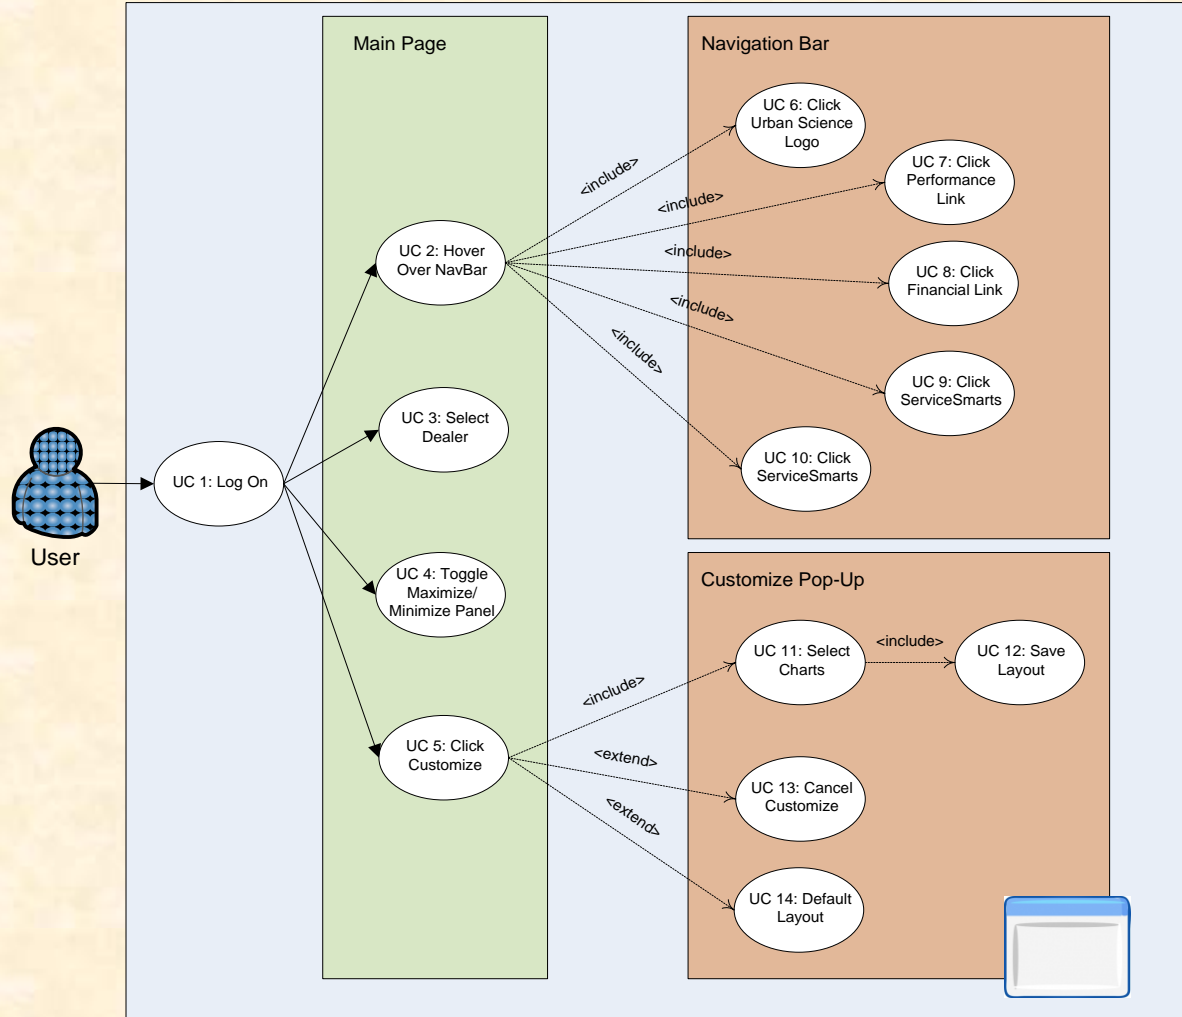 Main Page
Navigation Bar
UC 6: Click
Urban Science
Logo
UC 7: Click
Performance
Link
<include>
<include>
UC 2: Hover
Over NavBar
<include>
UC 8: Click
Financial Link
<include>
<include>
UC 9: Click
ServiceSmarts
UC 3: Select
Dealer
UC 10: Click
ServiceSmarts
UC 1: Log On
User
UC 4: Toggle
Maximize/
Minimize Panel
Customize Pop-Up
UC 11: Select
Charts
<include>
UC 12: Save
Layout
<include>
UC 5: Click
Customize
<extend>
UC 13: Cancel
Customize
<extend>
UC 14: Default
Layout